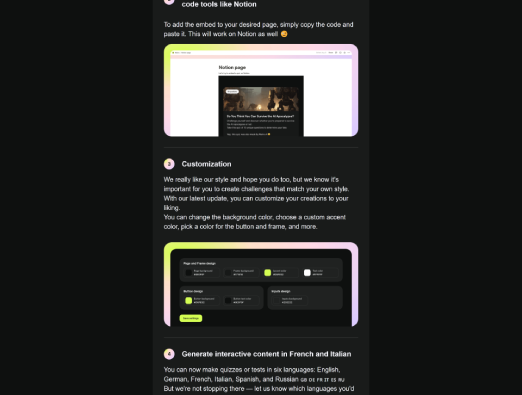 code tools like Notion
To add the embed to your desired page, simply copy the code and
paste it. This will work on Notion as well 🤩
Notion page
Do You Think You Can Survive the AI Apocalypse?
3 Customization
We really like our style and hope you do too, but we know it's
important for you to create challenges that match your own style.
With our latest update, you can customize your creations to your
liking.
You can change the background color, choose a custom accent
color, pick a color for the button and frame, and more.
Page and Frame design
Button design
4 Generate interactive content in French and Italian
You can now make quizzes or tests in six languages: English,
German, French, Italian, Spanish, and Russian GB DE FR IT ES RU
But we're not stopping there — let us know which languages you'd